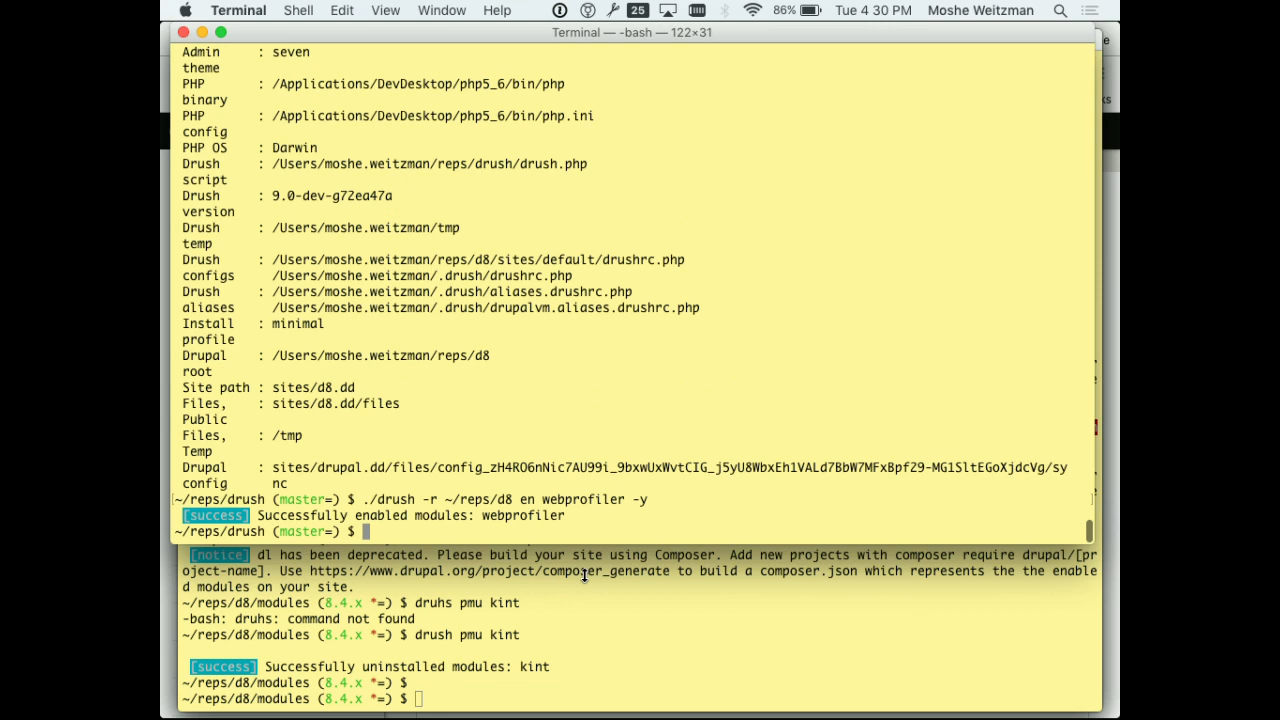 Terminal Shell Edit View Window Help 25 86% Tue 4 30 PM Moshe Weitzman
Terminal — -bash — 122×31
Admin : seven
theme
PHP : /Applications/DevDesktop/php5_6/bin/php
binary
PHP : /Applications/DevDesktop/php5_6/bin/php.ini
config
PHP OS : Darwin
Drush : /Users/moshe.weitzman/reps/drush/drush.php
script
Drush : 9.0-dev-g72ea47a
version
Drush : /Users/moshe.weitzman/tmp
temp
Drush : /Users/moshe.weitzman/reps/d8/sites/default/drushrc.php
configs /Users/moshe.weitzman/.drush/drushrc.php
Drush : /Users/moshe.weitzman/.drush/aliases.drushrc.php
aliases /Users/moshe.weitzman/.drush/drupalvm.aliases.drushrc.php
Install : minimal
profile
Drupal : /Users/moshe.weitzman/reps/d8
root
Site path : sites/d8.dd
Files, : sites/d8.dd/files
Public
Files, : /tmp
Temp
Drupal : sites/drupal.dd/files/config_zH4RO6nNic7AU99i_9bxwUxWvtCIG_j5yU8WbxEh1VALd7BbW7MFxBpfZ9-MG1SltEGoXjdcVg/sy
config nc
[~/reps/drush (master=) $ ./drush -r ~/reps/d8 en webprofiler -y ]
[success] Successfully enabled modules: webprofiler
~/reps/drush (master=) $
[notice] dl has been deprecated. Please build your site using Composer. Add new projects with composer require drupal/[pr
oject-name]. Use https://www.drupal.org/project/composer_generate to build a composer.json which represents the the enable
d modules on your site.
~/reps/d8/modules (8.4.x *=) $ druhs pmu kint
-bash: druhs: command not found
~/reps/d8/modules (8.4.x *=) $ drush pmu kint
[success] Successfully uninstalled modules: kint
~/reps/d8/modules (8.4.x *=) $
~/reps/d8/modules (8.4.x *=) $